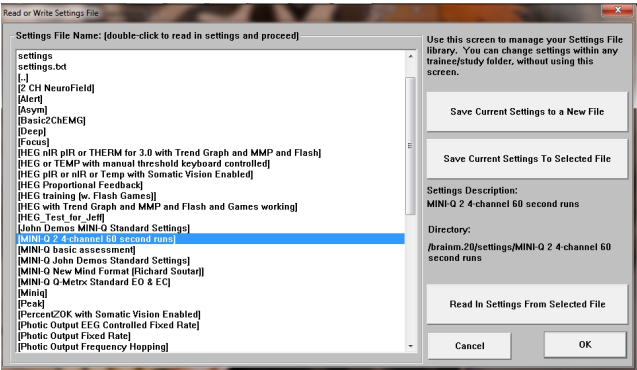 Read or Write Settings File
Settings File Name: (double-click to read in settings and proceed)
settings
settings.txt
[..]
[2 CH NeuroField]
[Alert]
[Asym]
[Basic2ChEMG]
[Deep]
[Focus]
[HEG nIR pIR or THERM for 3.0 with Trend Graph and MMP and Flash]
[HEG or TEMP with manual threshold keyboard controlled]
[HEG pIR or nIR or Temp with Somatic Vision Enabled]
[HEG Proportional Feedback]
[HEG training (w. Flash Games)]
[HEG with Trend Graph and MMP and Flash and Games working]
[HEG_Test_for_Jeff]
[John Demos MINI-Q Standard Settings]
[MINI-Q 2 4-channel 60 second runs]
[MINI-Q basic assessment]
[MINI-Q John Demos Standard Settings]
[MINI-Q New Mind Format (Richard Soutar)]
[MINI-Q Q-Metrx Standard EO & EC]
[Miniq]
[Peak]
[PercentZOK with Somatic Vision Enabled]
[Photic Output EEG Controlled Fixed Rate]
[Photic Output Fixed Rate]
[Photic Output Frequency Hopping]
Use this screen to manage your Settings File
library. You can change settings within any
trainee/study folder, without using this
screen.
Save Current Settings to a New File
Save Current Settings To Selected File
Settings Description:
MINI-Q 2 4-channel 60 second runs
Directory:
/brainm.20/settings/MINI-Q 2 4-channel 60
second runs
Read In Settings From Selected File
Cancel
OK